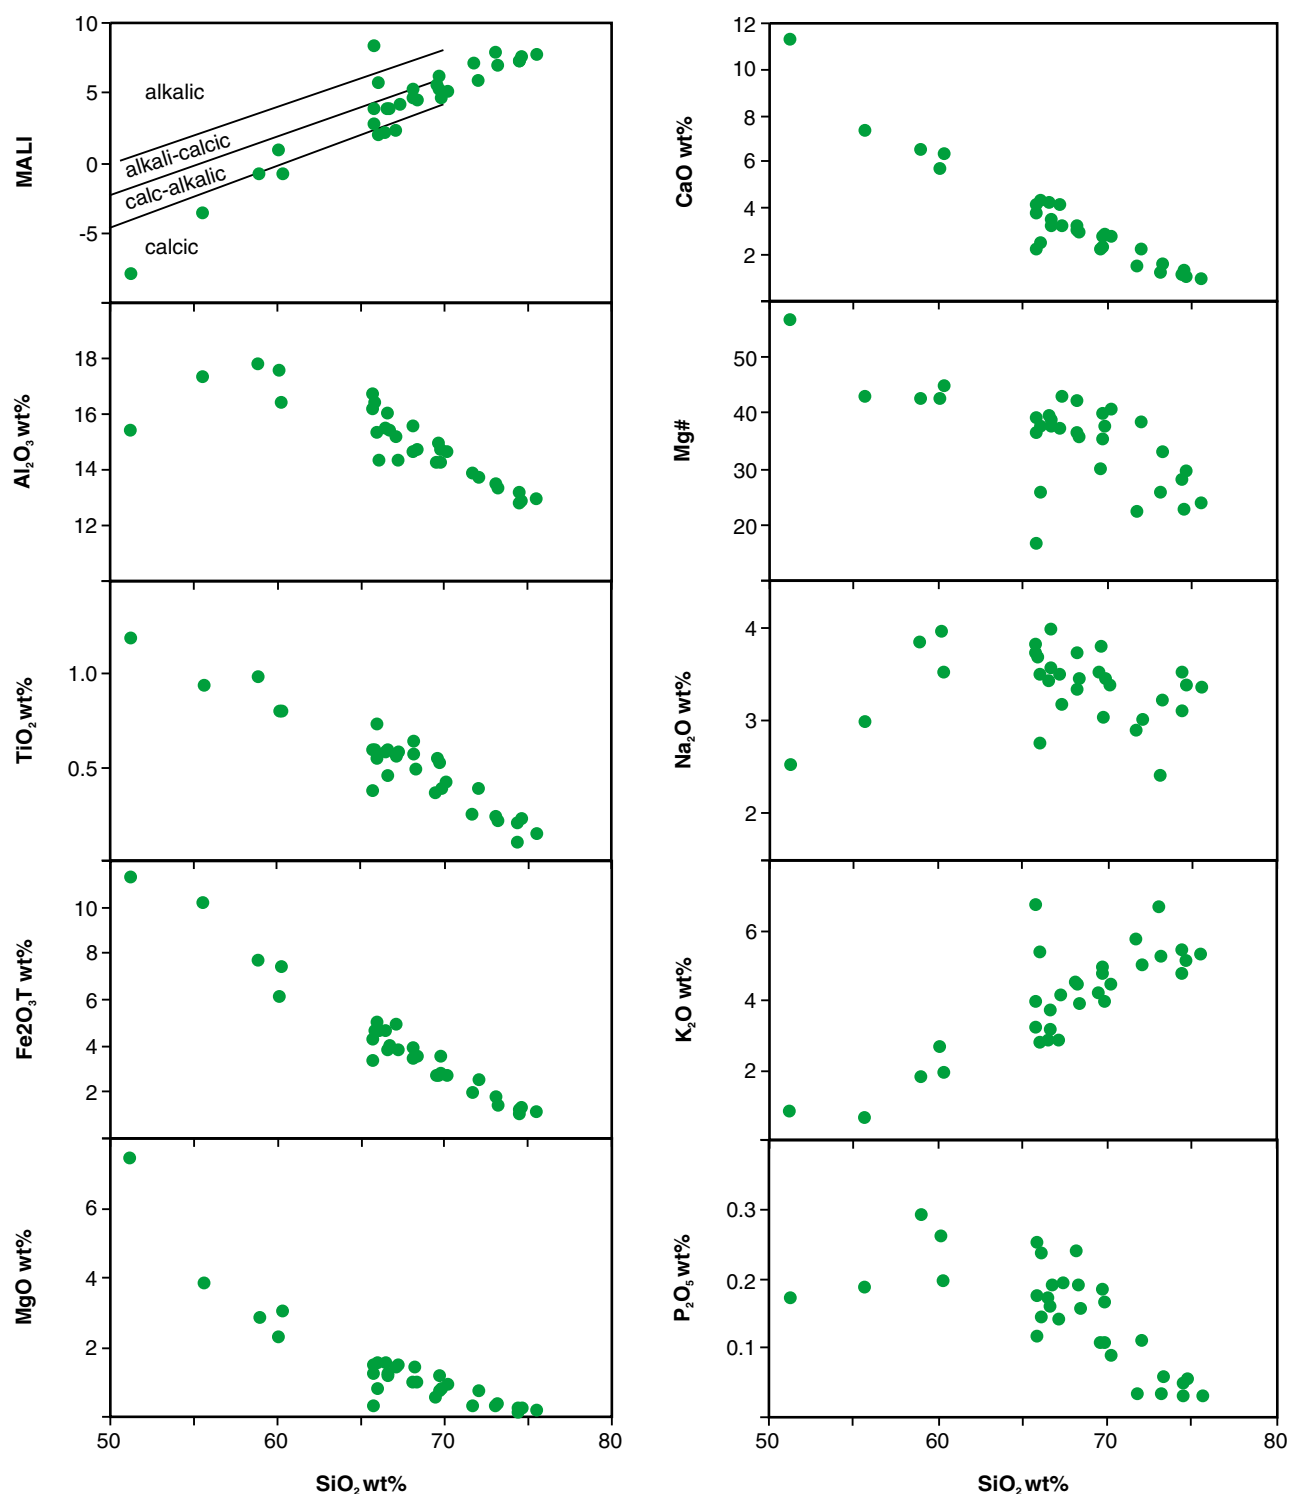 10
5
0
-5
MALI
alkalic
alkali-calcic
calc-alkalic
calcic
18
16
14
12
Al₂O₃ wt%
1.0
0.5
TiO₂ wt%
10
8
6
4
2
Fe2O₃T wt%
6
4
2
MgO wt%
50
60
70
80
SiO₂ wt%
12
10
8
6
4
2
CaO wt%
50
40
30
20
Mg#
4
3
2
Na₂O wt%
6
4
2
K₂O wt%
0.3
0.2
0.1
P₂O₅ wt%
50
60
70
80
SiO₂ wt%